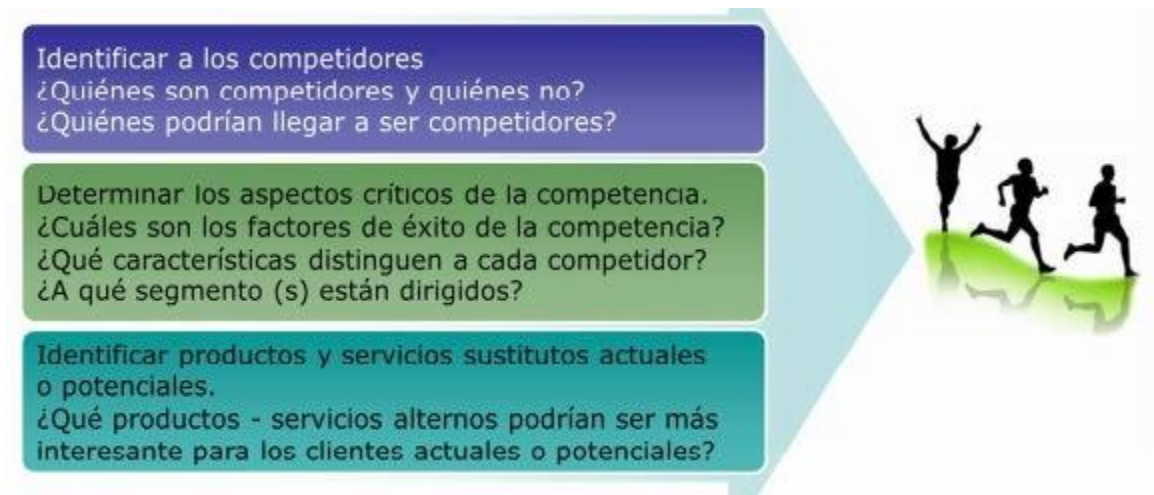 Identificar a los competidores
¿Quiénes son competidores y quiénes no?
¿Quiénes podrían llegar a ser competidores?
Determinar los aspectos críticos de la competencia.
¿Cuáles son los factores de éxito de la competencia?
¿Qué características distinguen a cada competidor?
¿A qué segmento (s) están dirigidos?
Identificar productos y servicios sustitutos actuales
o potenciales.
¿Qué productos - servicios alternos podrían ser más
interesante para los clientes actuales o potenciales?